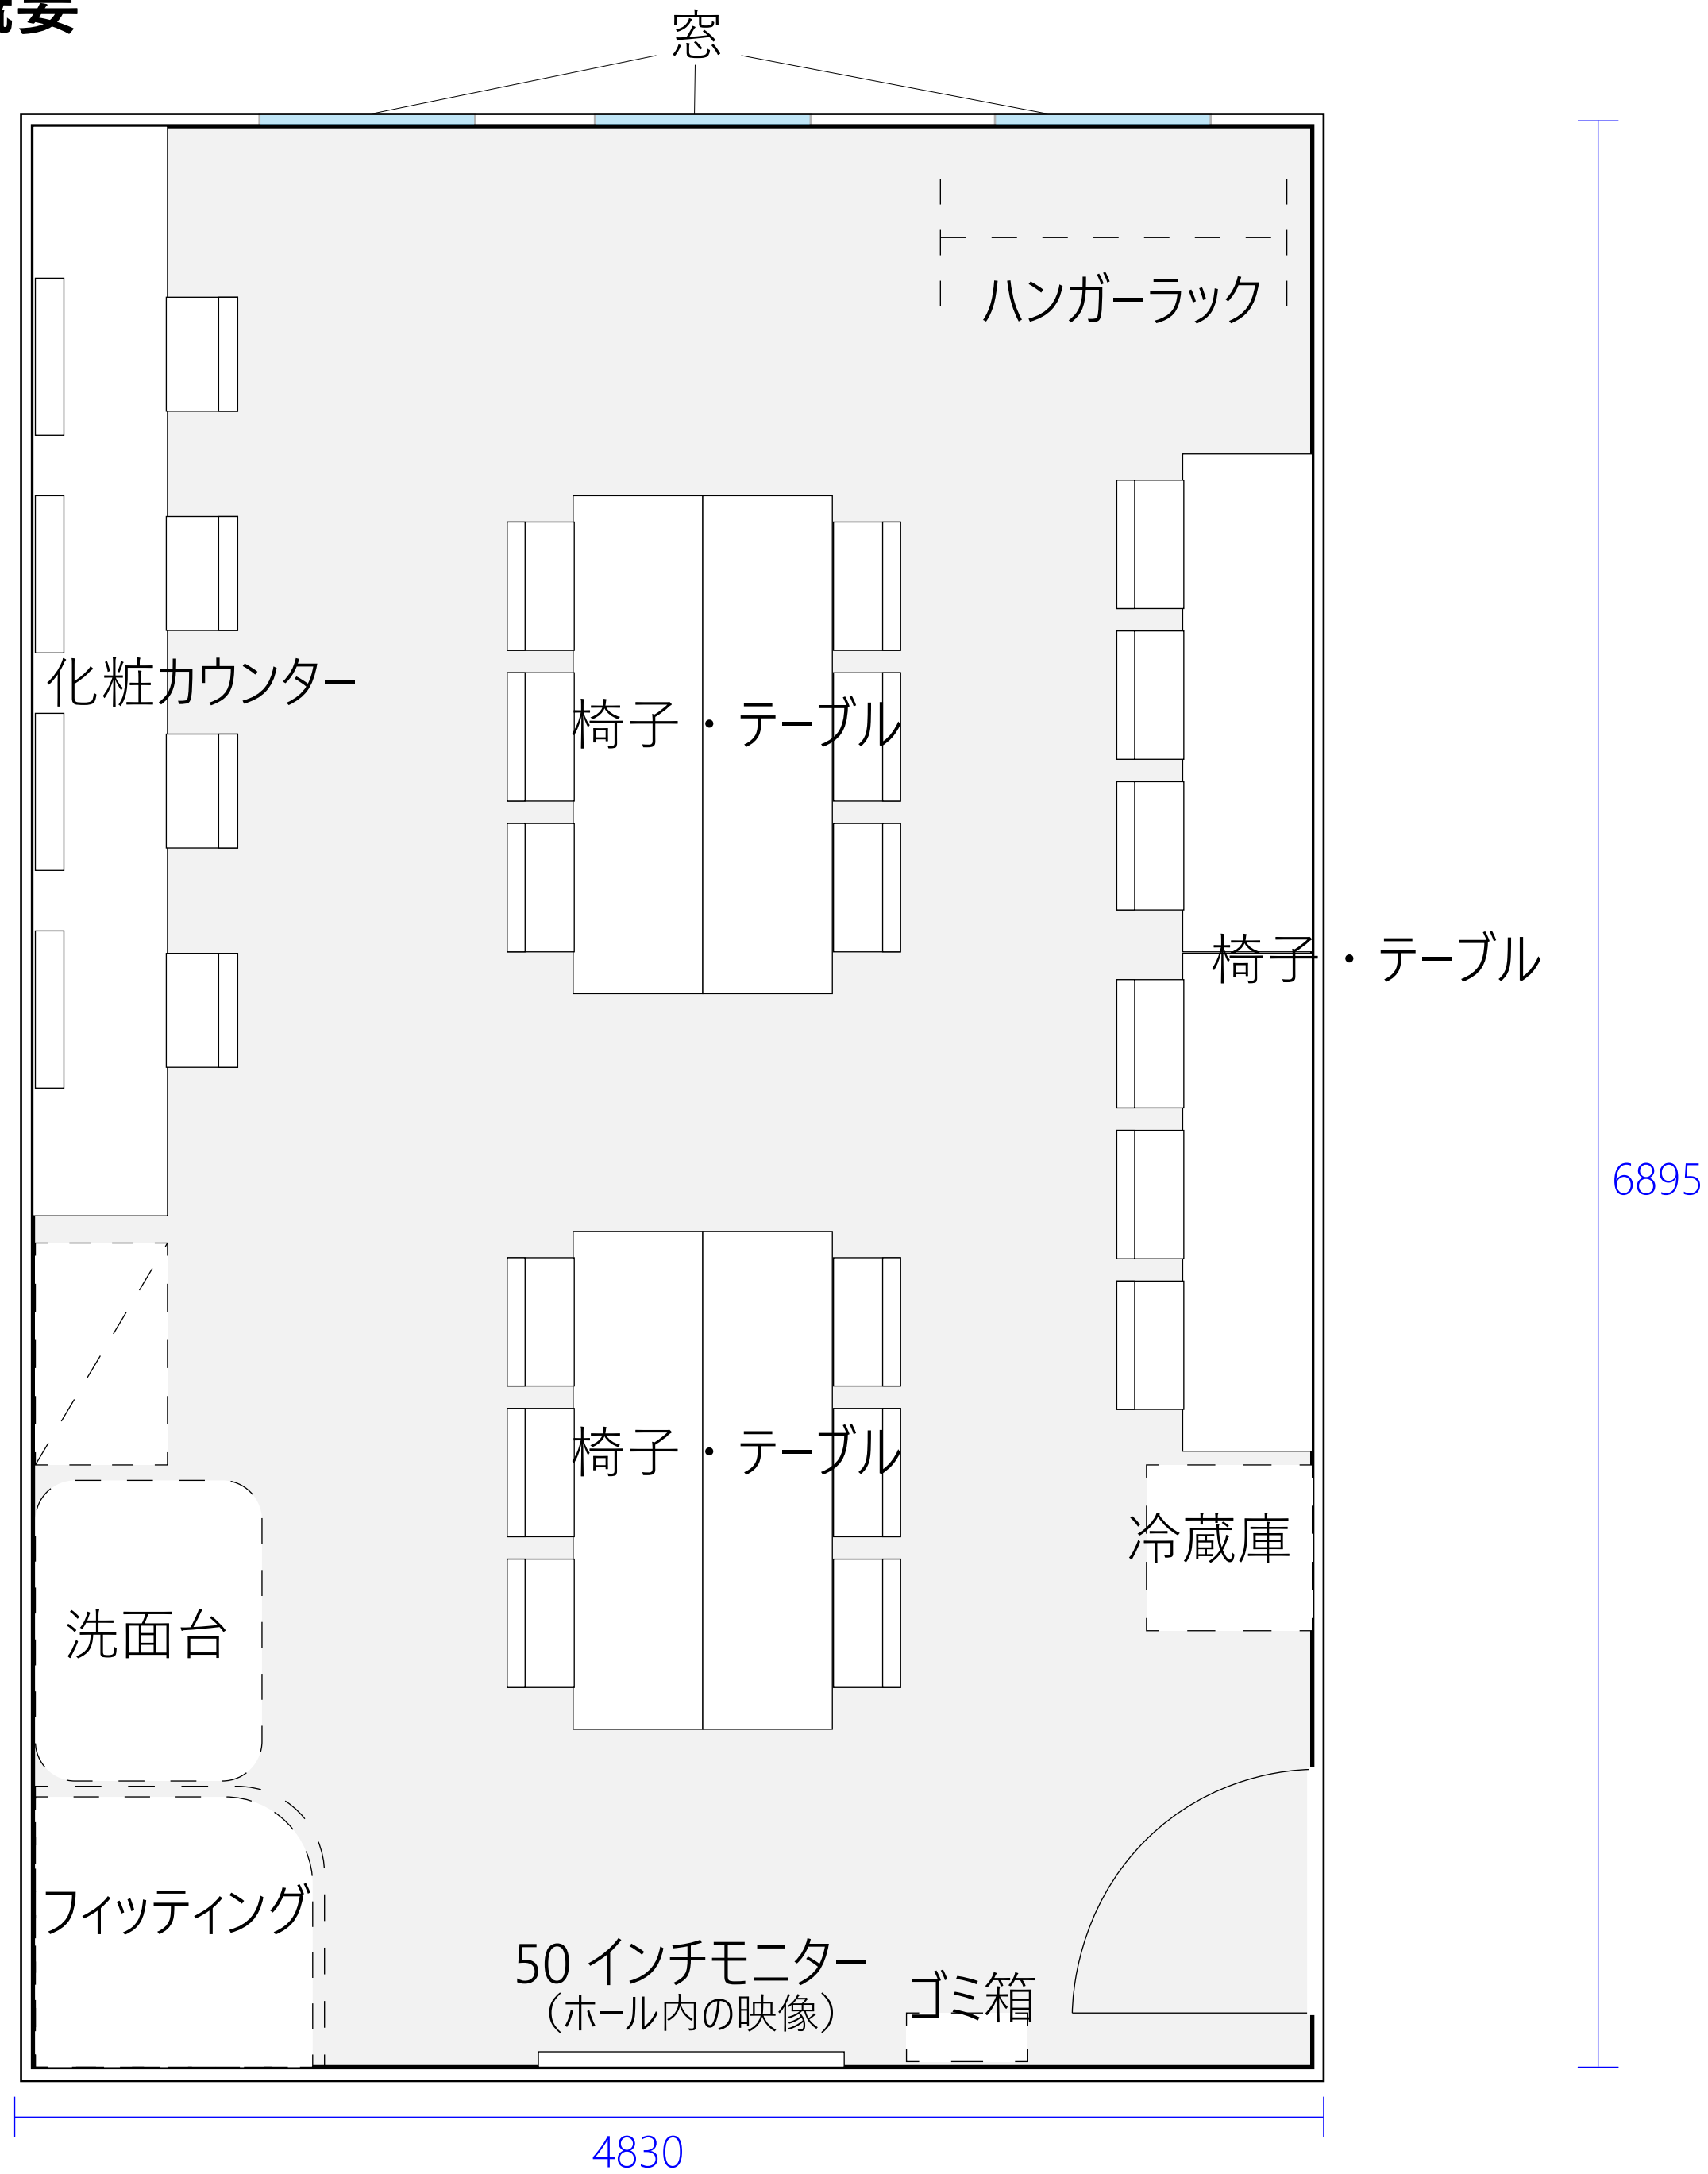 窓
ハンガーラック
化粧カウンター
椅子・テーブル
椅子・テーブル
6895
椅子・テーブル
冷蔵庫
洗面台
フィッティング
50 インチモニター
（ホール内の映像）
ゴミ箱
4830